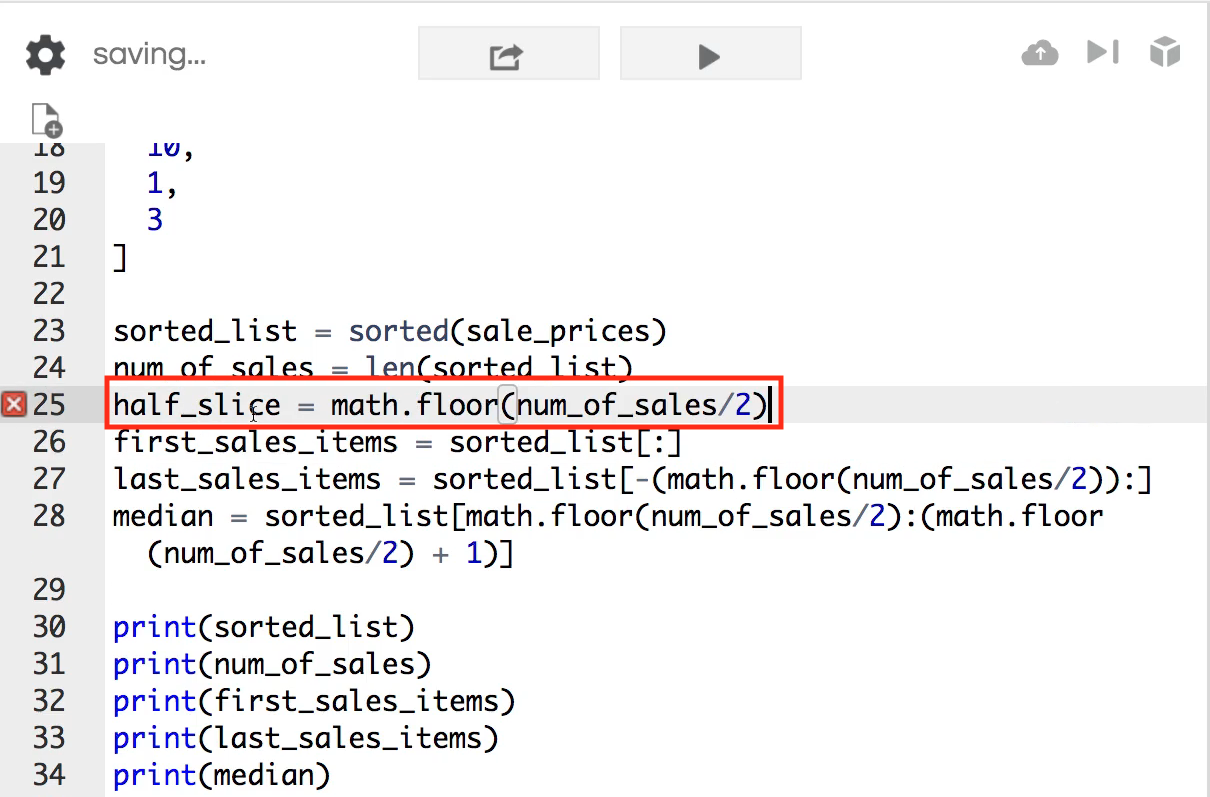 saving...
18 10,
19 1,
20 3
21 ]
22
23 sorted_list = sorted(sale_prices)
24 num_of_sales = len(sorted_list)
25 half_slice = math.floor(num_of_sales/2)
26 first_sales_items = sorted_list[:]
27 last_sales_items = sorted_list[-(math.floor(num_of_sales/2)):]
28 median = sorted_list[math.floor(num_of_sales/2):(math.floor
(num_of_sales/2) + 1)]
29
30 print(sorted_list)
31 print(num_of_sales)
32 print(first_sales_items)
33 print(last_sales_items)
34 print(median)